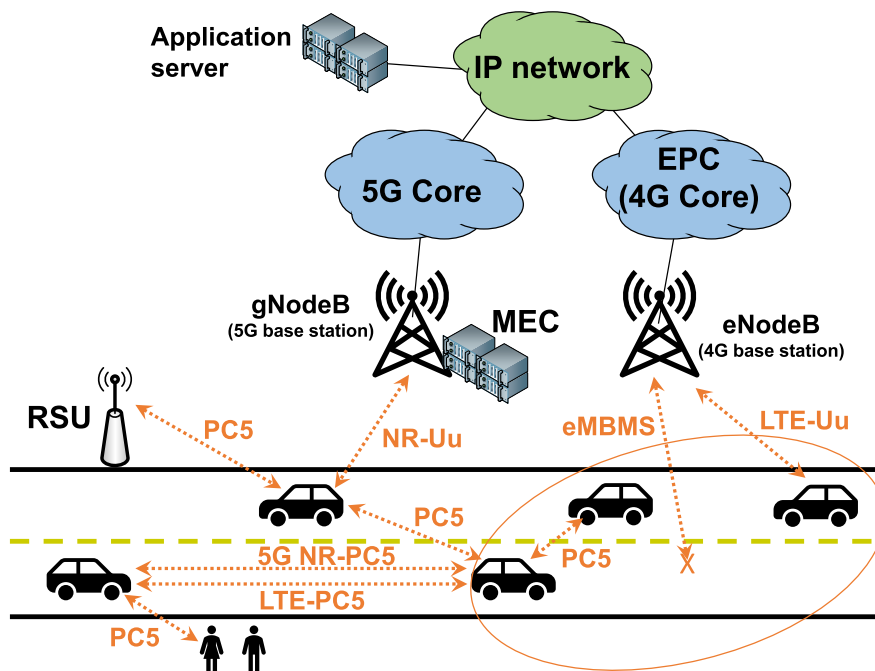 Application
server
IP network
5G Core
EPC
(4G Core)
gNodeB
(5G base station)
MEC
eNodeB
(4G base station)
RSU
PC5
NR-Uu
eMBMS
LTE-Uu
PC5
5G NR-PC5
PC5
LTE-PC5
X
PC5